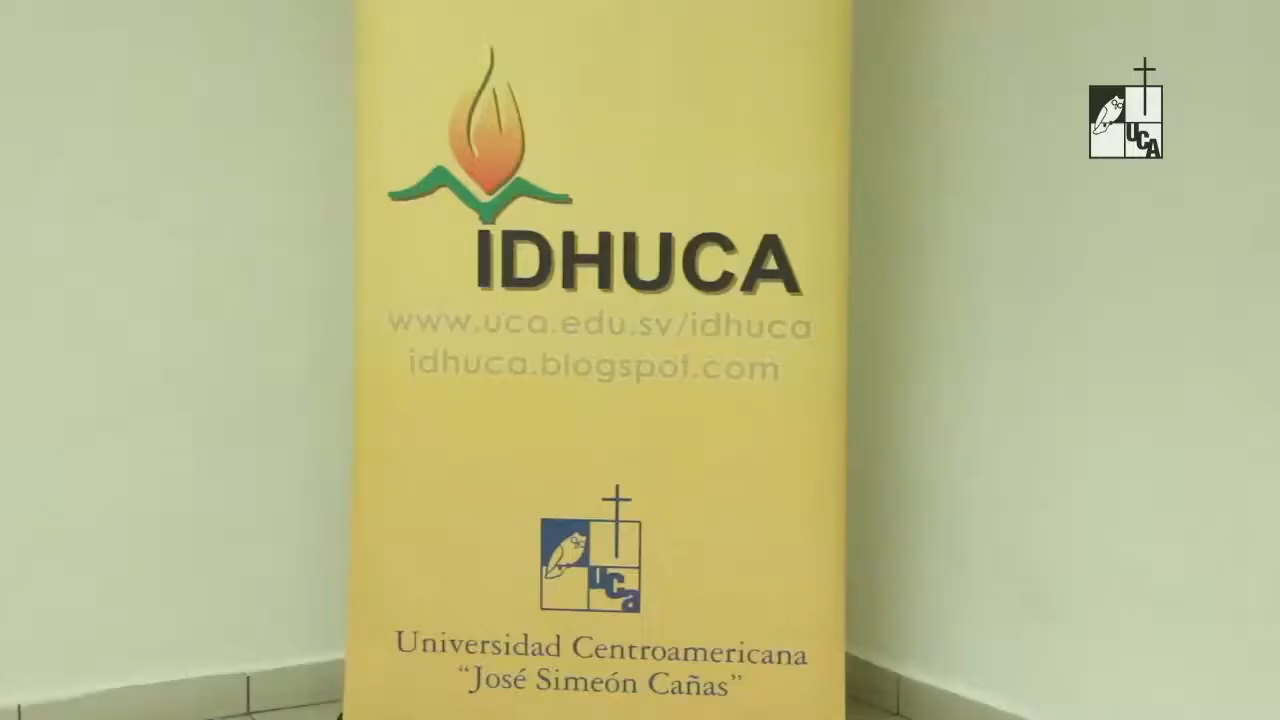 IDHUCA
www.uca.edu.sv/idhuca
idhuca.blogspot.com
uca
Universidad Centroamericana
“José Simeón Cañas”
UCA